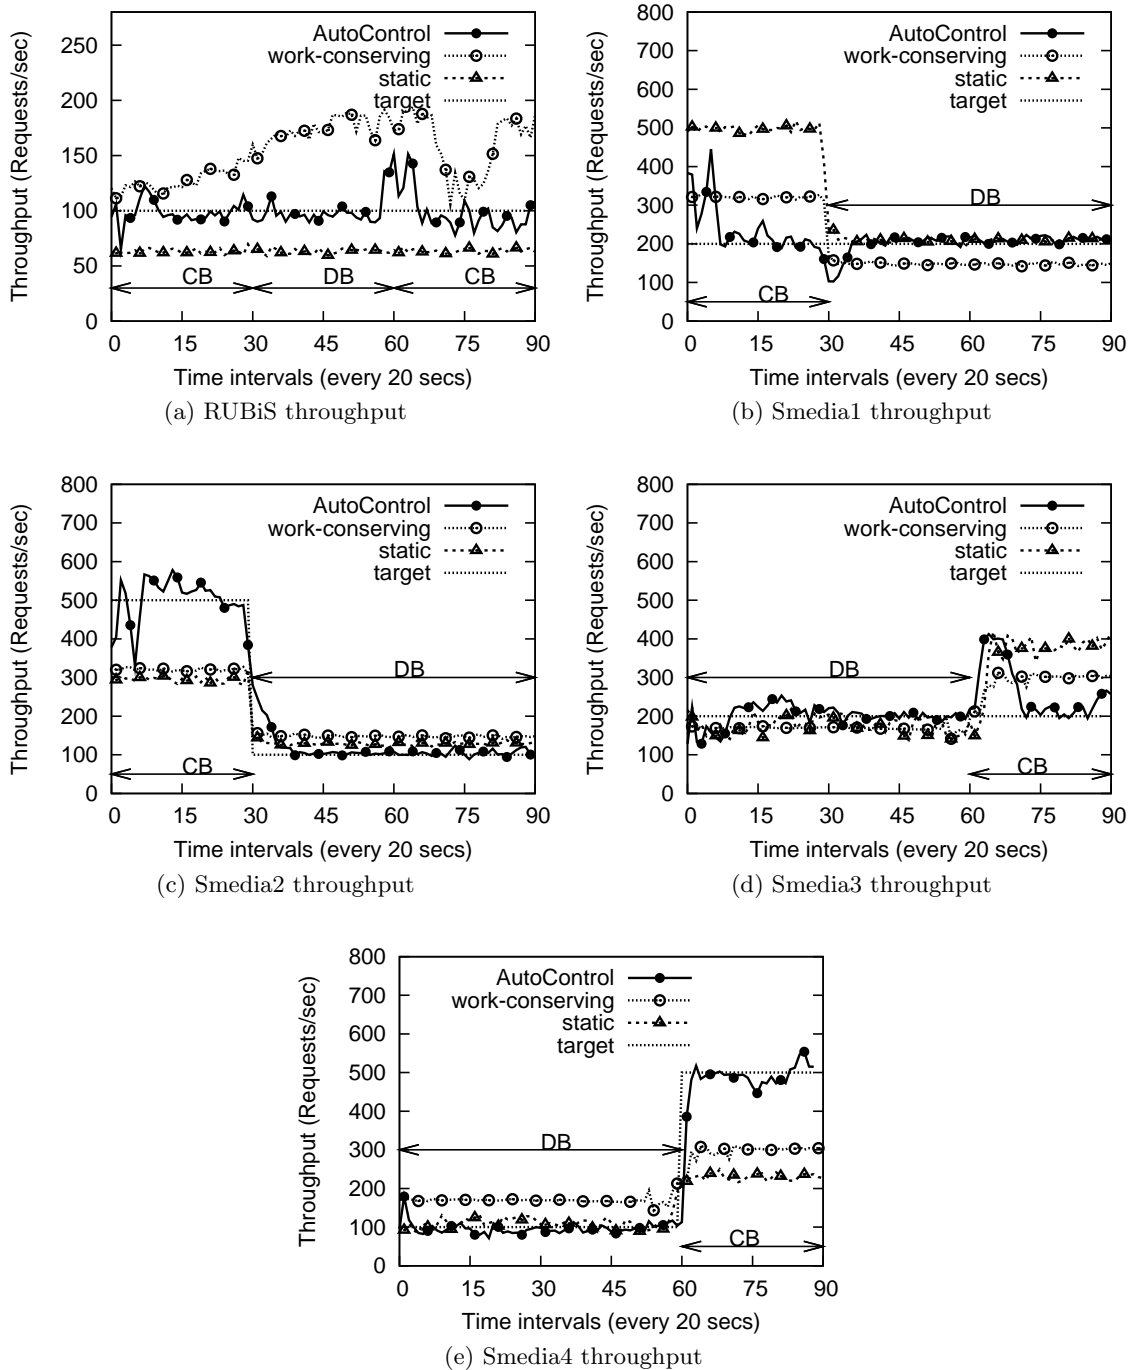 Throughput (Requests/sec)
250
200
150
100
50
0
AutoControl
work-conserving
static
target
CB
DB
CB
0 15 30 45 60 75 90
Time intervals (every 20 secs)
(a) RUBiS throughput
Throughput (Requests/sec)
800
700
600
500
400
300
200
100
0
AutoControl
work-conserving
static
target
DB
CB
0 15 30 45 60 75 90
Time intervals (every 20 secs)
(b) Smedia1 throughput
Throughput (Requests/sec)
800
700
600
500
400
300
200
100
0
AutoControl
work-conserving
static
target
DB
CB
0 15 30 45 60 75 90
Time intervals (every 20 secs)
(c) Smedia2 throughput
Throughput (Requests/sec)
800
700
600
500
400
300
200
100
0
AutoControl
work-conserving
static
target
DB
CB
0 15 30 45 60 75 90
Time intervals (every 20 secs)
(d) Smedia3 throughput
Throughput (Requests/sec)
800
700
600
500
400
300
200
100
0
AutoControl
work-conserving
static
target
DB
CB
0 15 30 45 60 75 90
Time intervals (every 20 secs)
(e) Smedia4 throughput